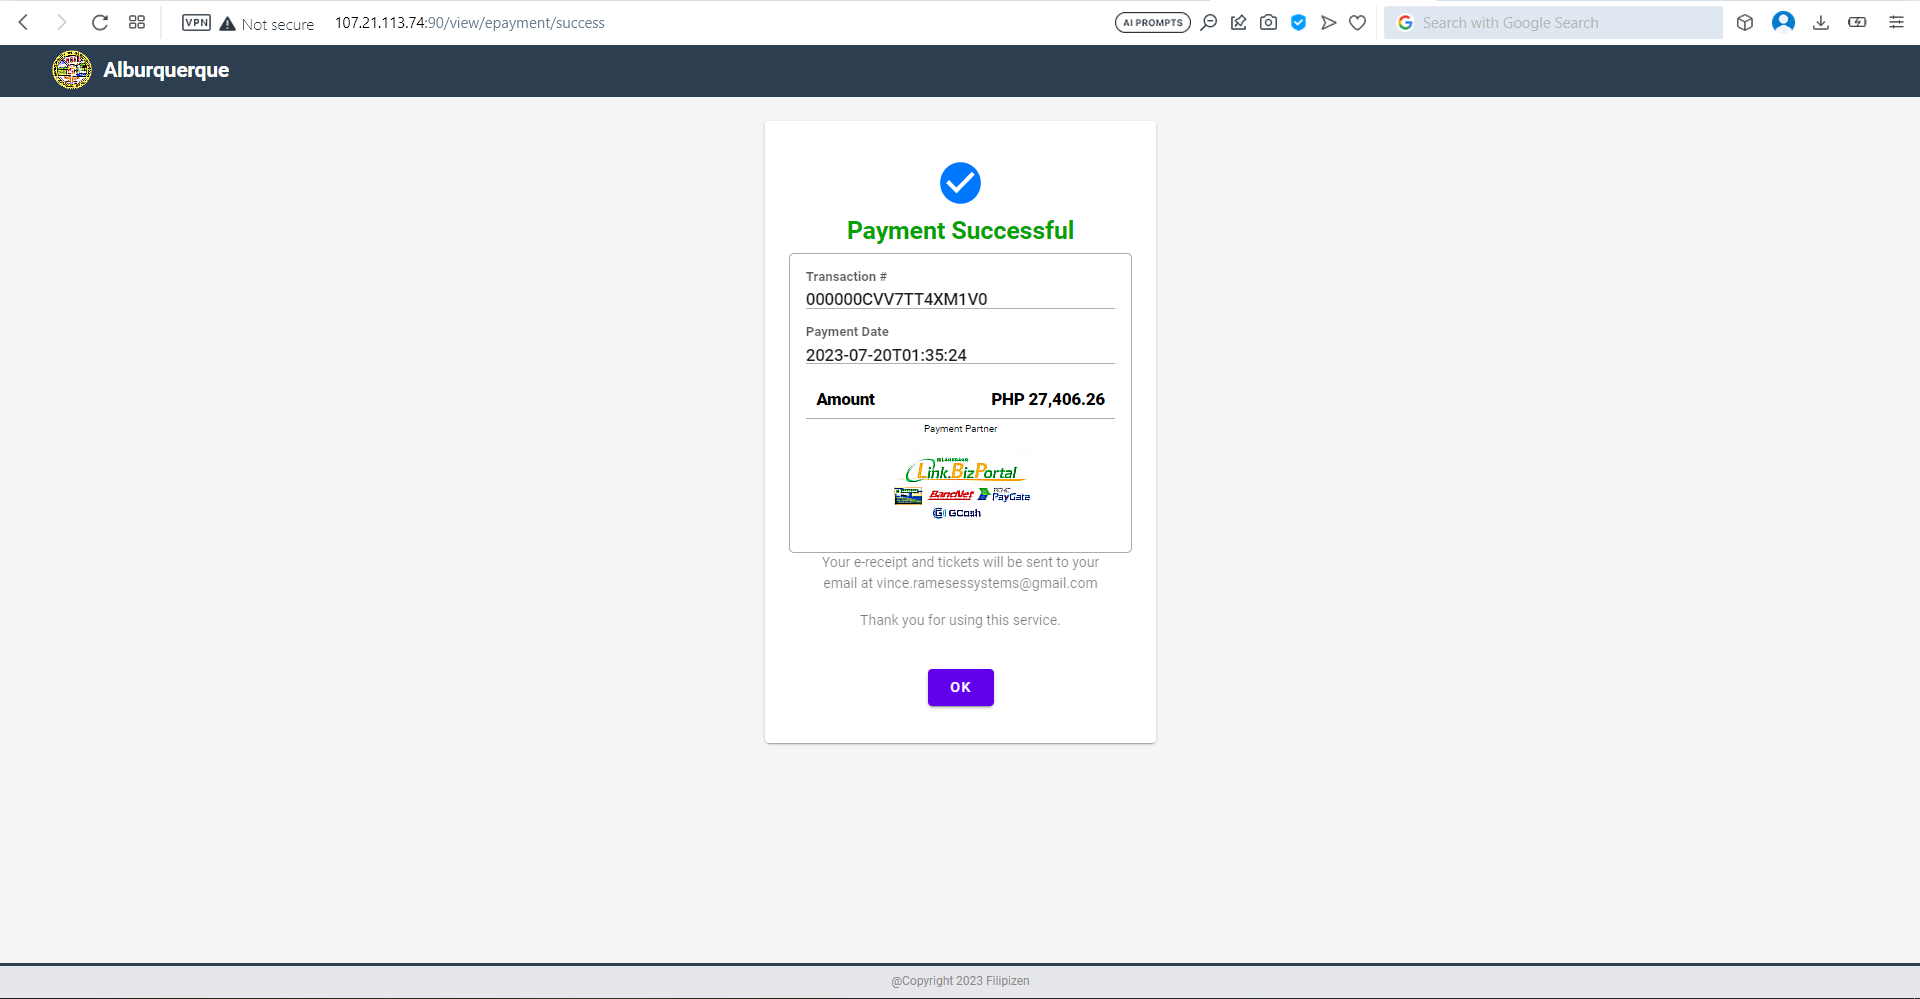 VPN Not secure 107.21.113.74:90/view/epayment/success AI PROMPTS Search with Google Search
Alburquerque
Payment Successful
Transaction #
000000CVV7TT4XM1V0
Payment Date
2023-07-20T01:35:24
Amount PHP 27,406.26
Payment Partner
Link.BizPortal
BancNet PayGate
GCash
Your e-receipt and tickets will be sent to your
email at vince.ramesessystems@gmail.com
Thank you for using this service.
OK
@Copyright 2023 Filipizen